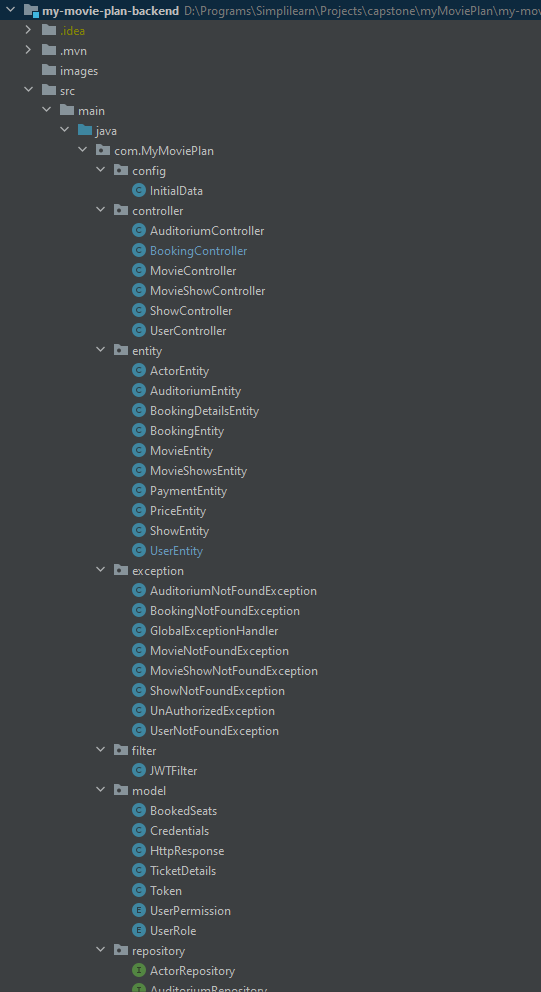 my-movie-plan-backend D:\Programs\Simplilearn\Projects\capstone\myMoviePlan\my-mov
.idea
.mvn
images
src
main
java
com.MyMoviePlan
config
InitialData
controller
AuditoriumController
BookingController
MovieController
MovieShowController
ShowController
UserController
entity
ActorEntity
AuditoriumEntity
BookingDetailsEntity
BookingEntity
MovieEntity
MovieShowsEntity
PaymentEntity
PriceEntity
ShowEntity
UserEntity
exception
AuditoriumNotFoundException
BookingNotFoundException
GlobalExceptionHandler
MovieNotFoundException
MovieShowNotFoundException
ShowNotFoundException
UnAuthorizedException
UserNotFoundException
filter
JWTFilter
model
BookedSeats
Credentials
HttpResponse
TicketDetails
Token
UserPermission
UserRole
repository
ActorRepository
AuditoriumRepository